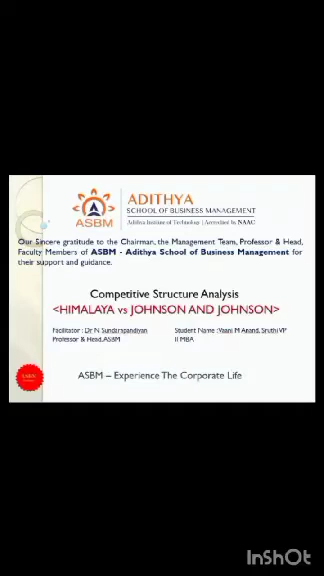 ADITHYA
SCHOOL OF BUSINESS MANAGEMENT
ASBM
Adithya Institute of Technology | Accredited by NAAC
Our Sincere gratitude to the Chairman, the Management Team, Professor & Head,
Faculty Members of ASBM - Adithya School of Business Management for
their support and guidance.
Competitive Structure Analysis
<HIMALAYA vs JOHNSON AND JOHNSON>
Facilitator : Dr N Sundarapandiyan
Professor & Head, ASBM
Student Name : Vaani M Anand, Sruthi VP
II MBA
ASBM – Experience The Corporate Life
InShOt